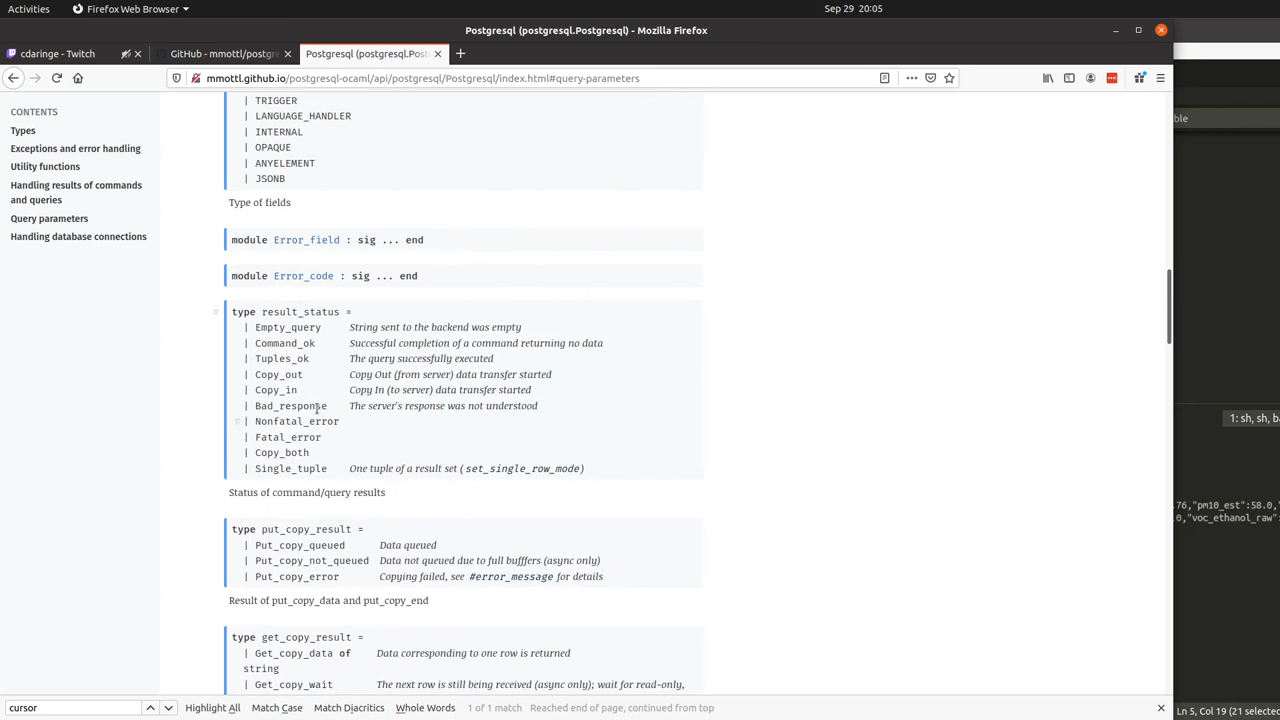 Activities Firefox Web Browser Sep 29 20:05
Postgresql (postgresql.Postgresql) - Mozilla Firefox
cdaringe - Twitch GitHub - mmottl/postgr Postgresql (postgresql.Post
mmottl.github.io/postgresql-ocaml/api/postgresql/Postgresql/index.html#query-parameters
CONTENTS
Types
Exceptions and error handling
Utility functions
Handling results of commands
and queries
Query parameters
Handling database connections
| TRIGGER
| LANGUAGE_HANDLER
| INTERNAL
| OPAQUE
| ANYELEMENT
| JSONB
Type of fields
module Error_field : sig ... end
module Error_code : sig ... end
type result_status =
| Empty_query String sent to the backend was empty
| Command_ok Successful completion of a command returning no data
| Tuples_ok The query successfully executed
| Copy_out Copy Out (from server) data transfer started
| Copy_in Copy In (to server) data transfer started
| Bad_response The server's response was not understood
| Nonfatal_error
| Fatal_error
| Copy_both
| Single_tuple One tuple of a result set ( set_single_row_mode )
Status of command/query results
type put_copy_result =
| Put_copy_queued Data queued
| Put_copy_not_queued Data not queued due to full bufffers (async only)
| Put_copy_error Copying failed, see #error_message for details
Result of put_copy_data and put_copy_end
type get_copy_result =
| Get_copy_data of Data corresponding to one row is returned
string
| Get_copy_wait The next row is still being received (async only); wait for read-only,
cursor Highlight All Match Case Match Diacritics Whole Words 1 of 1 match Reached end of page, continued from top
ble
1: sh, sh, ba
.76,"pm10_est":58.0,"
.0,"voc_ethanol_raw":
Ln 5, Col 19 (21 selected